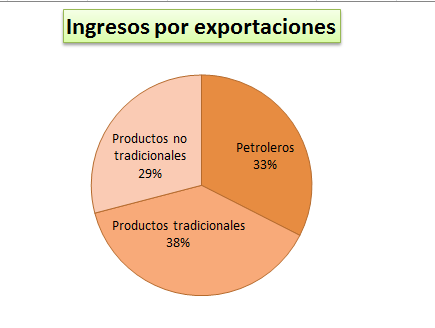 Ingresos por exportaciones
Productos no
tradicionales
29%
Petroleros
33%
Productos tradicionales
38%